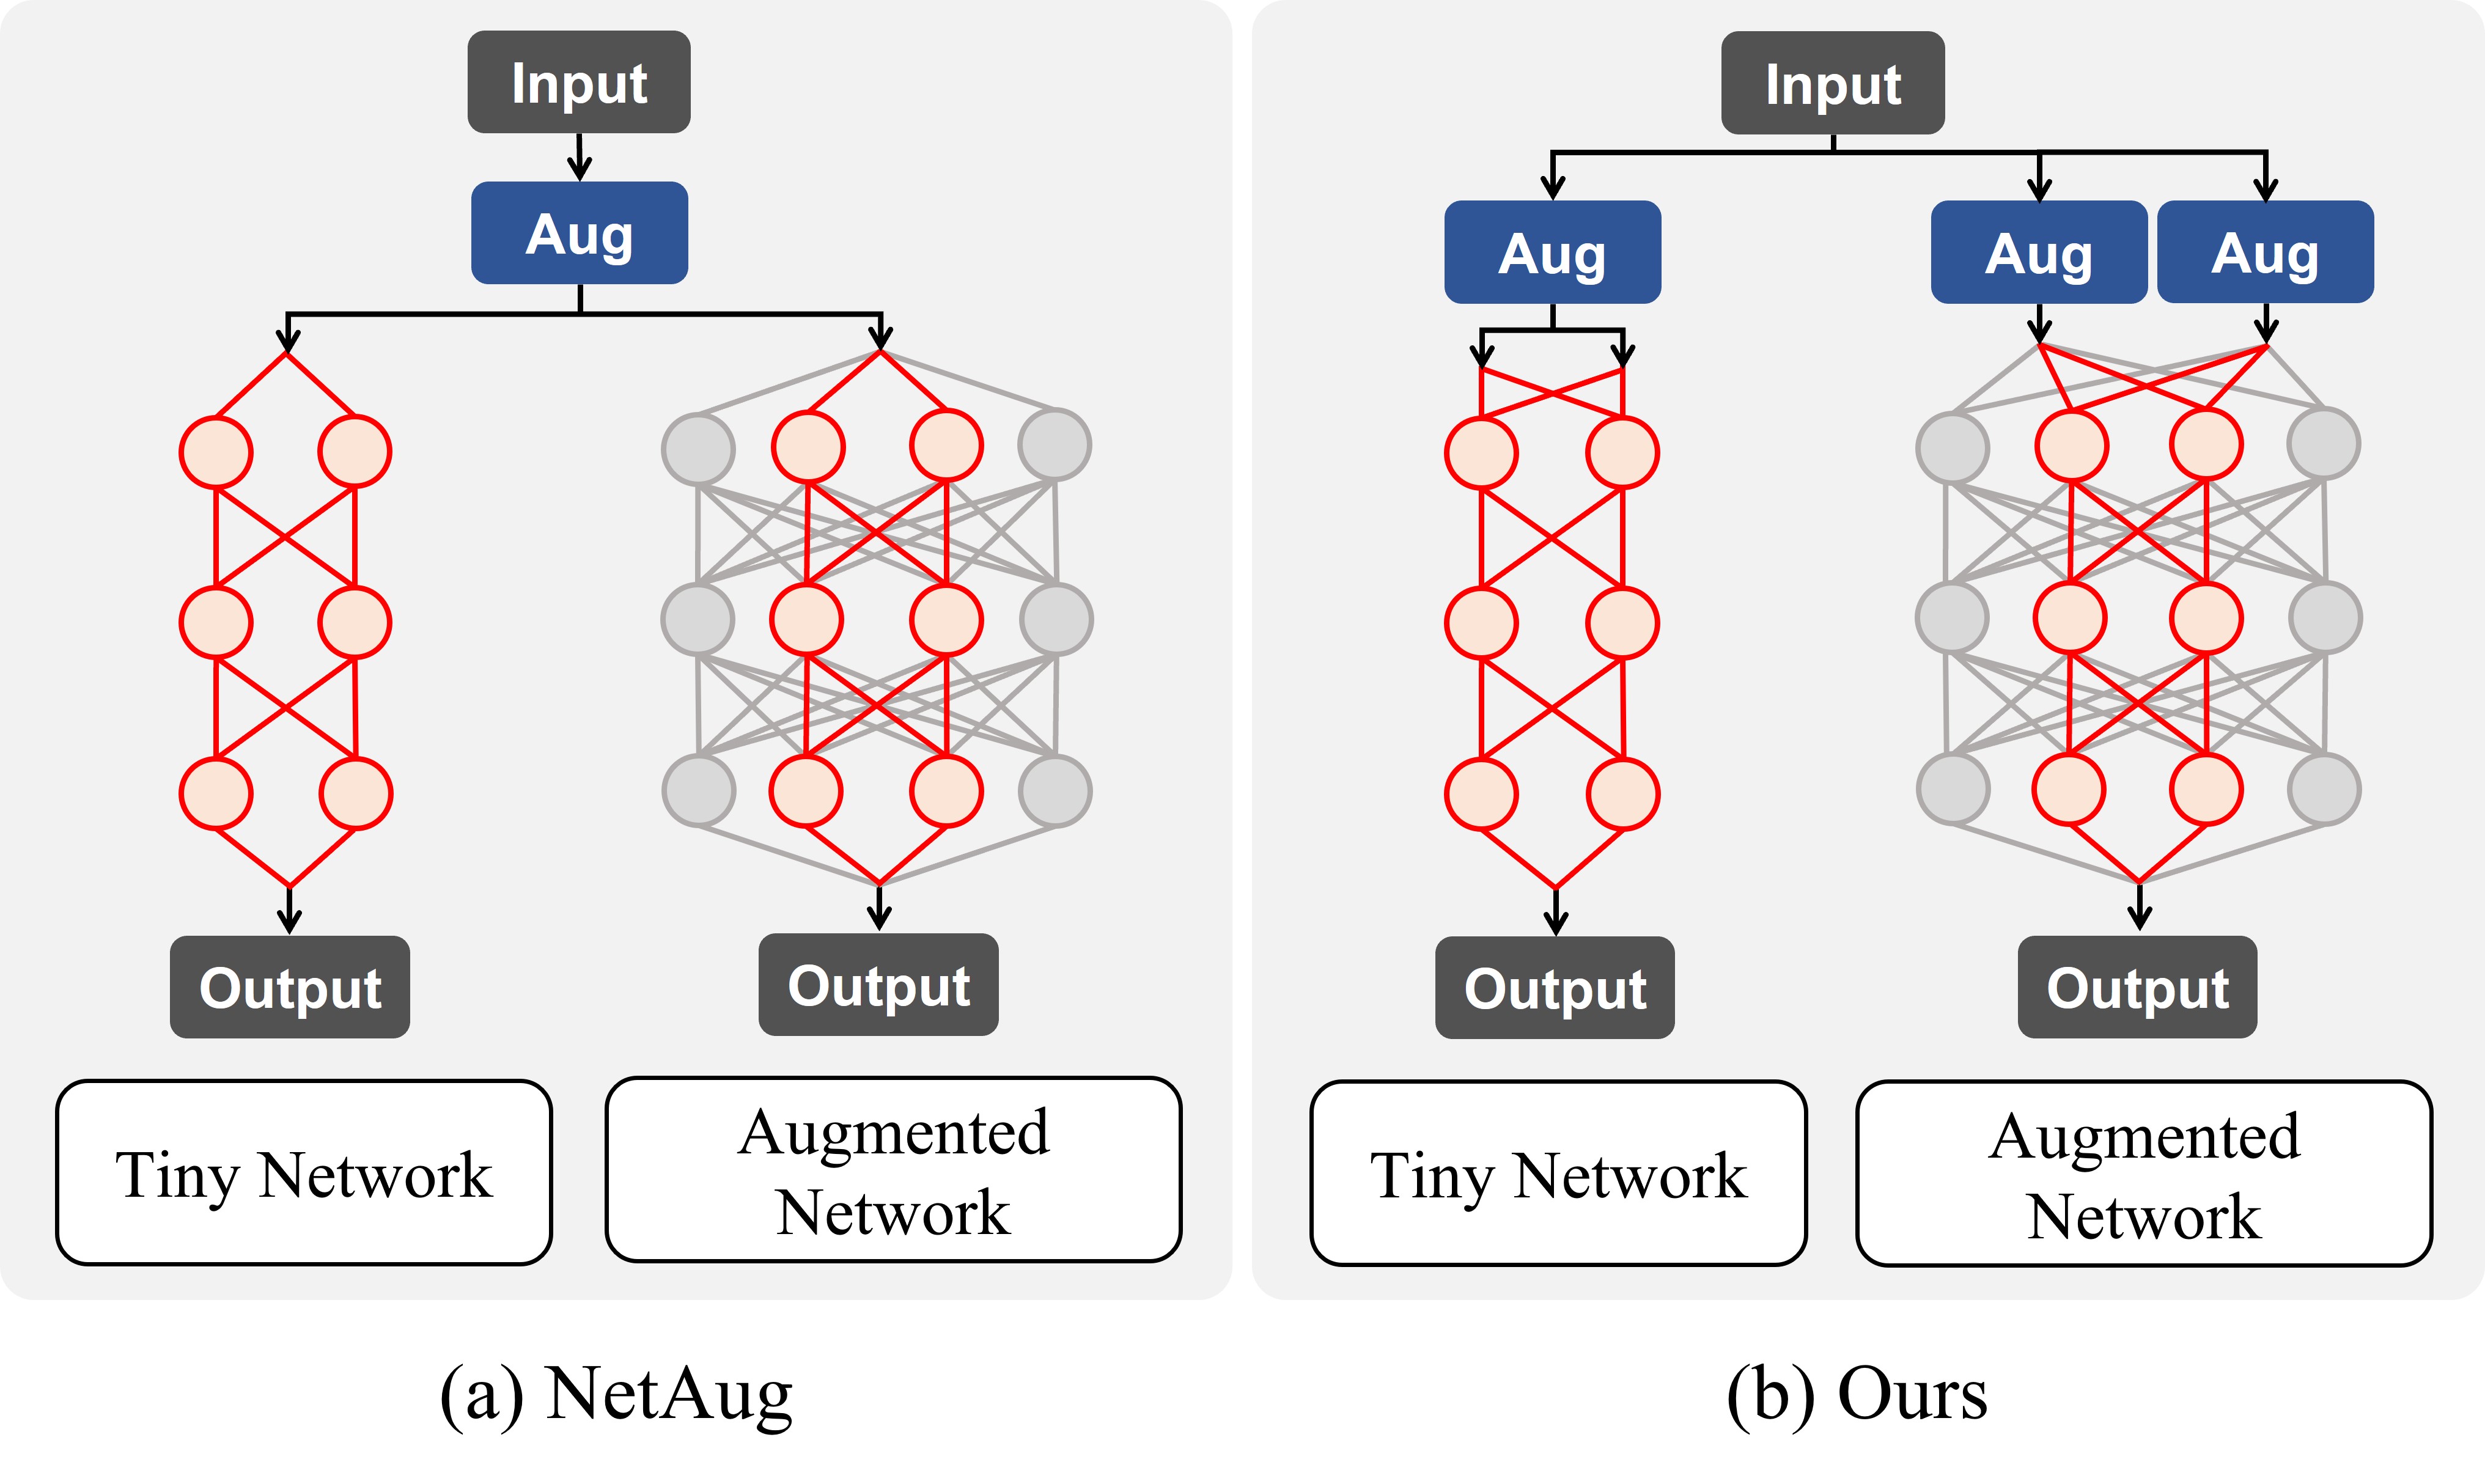 Input
Aug
Output
Output
Tiny Network
Augmented
Network
(a) NetAug
Input
Aug
Aug
Aug
Output
Output
Tiny Network
Augmented
Network
(b) Ours